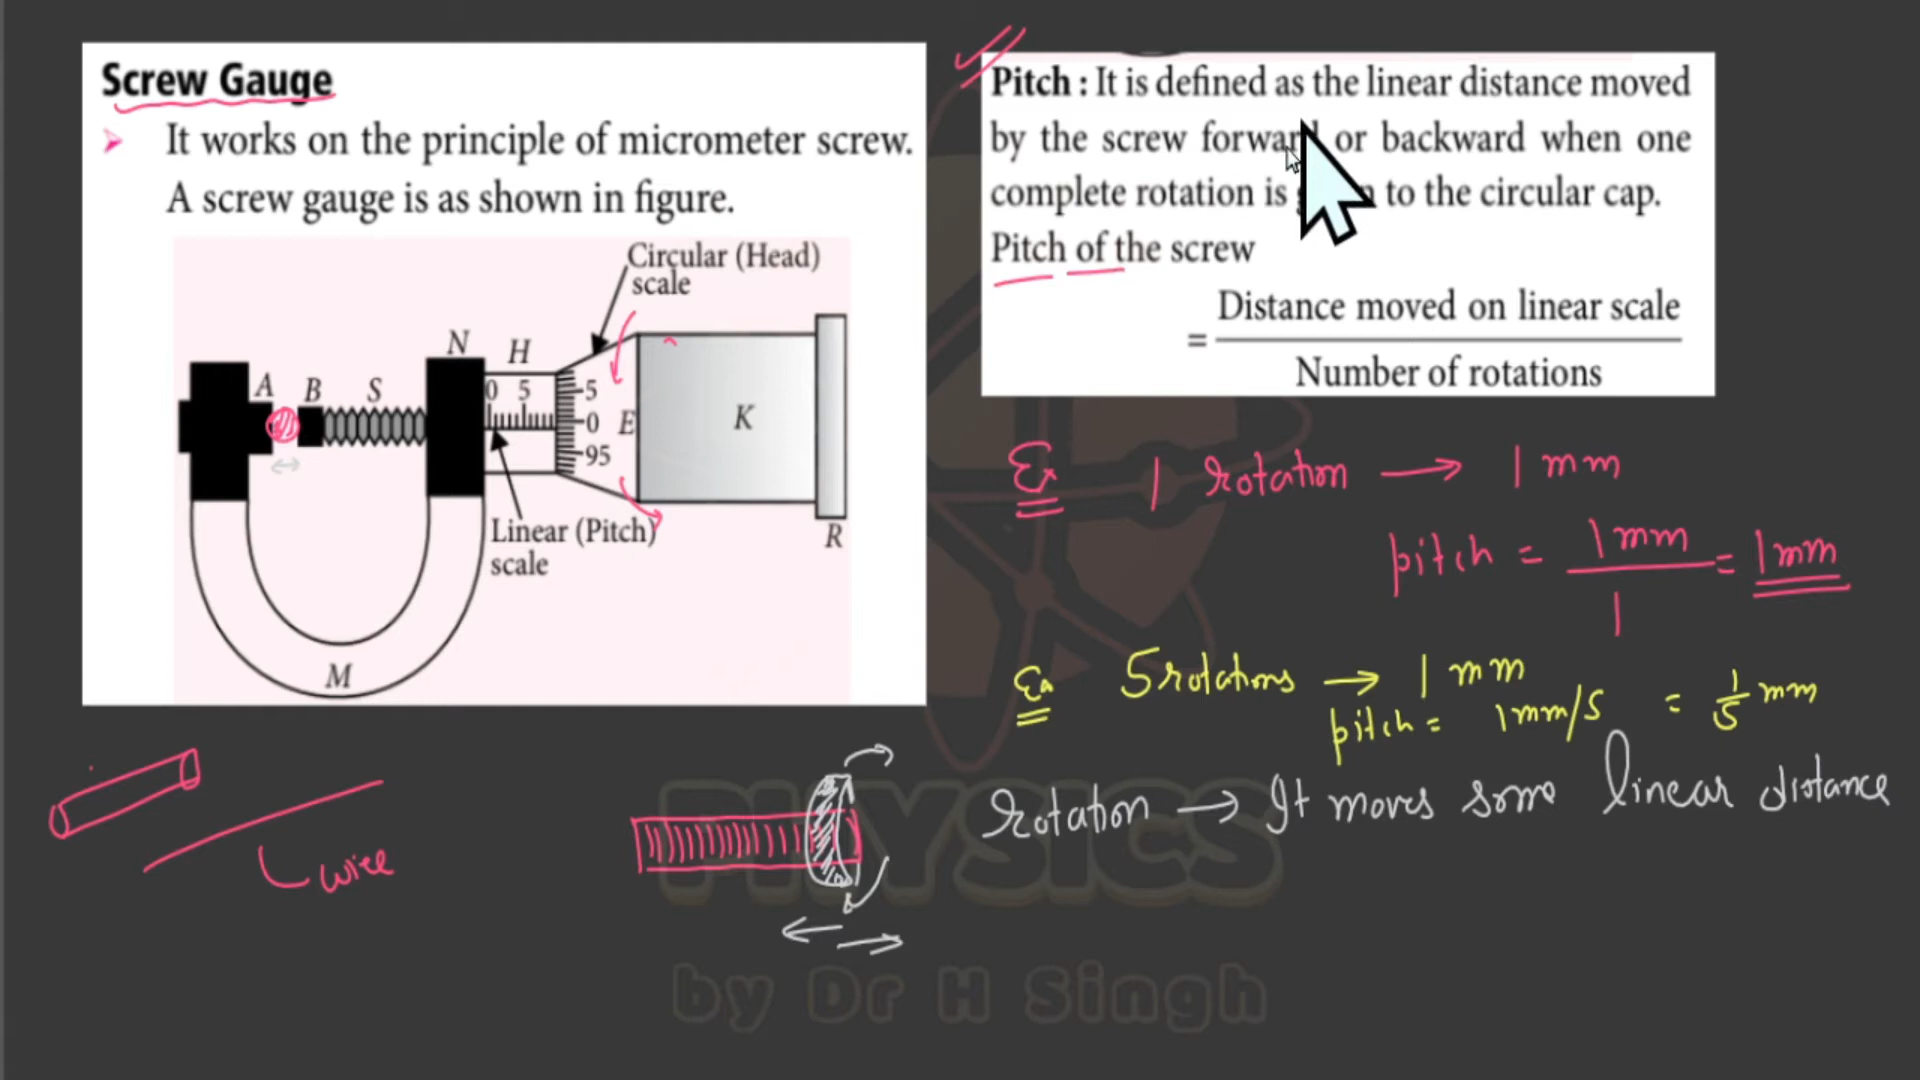 Screw Gauge
It works on the principle of micrometer screw.
A screw gauge is as shown in figure.
Circular (Head)
scale
N
H
A
B
S
0 5
5
0
95
E
K
R
Linear (Pitch)
scale
M
Pitch : It is defined as the linear distance moved
by the screw forward or backward when one
complete rotation is to the circular cap.
Pitch of the screw
= Distance moved on linear scale
Number of rotations
Ex 1 rotation → 1 mm
pitch = 1mm/1 = 1mm
Ex 5 rotations → 1 mm
pitch = 1mm/5 = 1/5 mm
rotation → It moves some linear distance
wire
PHYSICS
by Dr H Singh